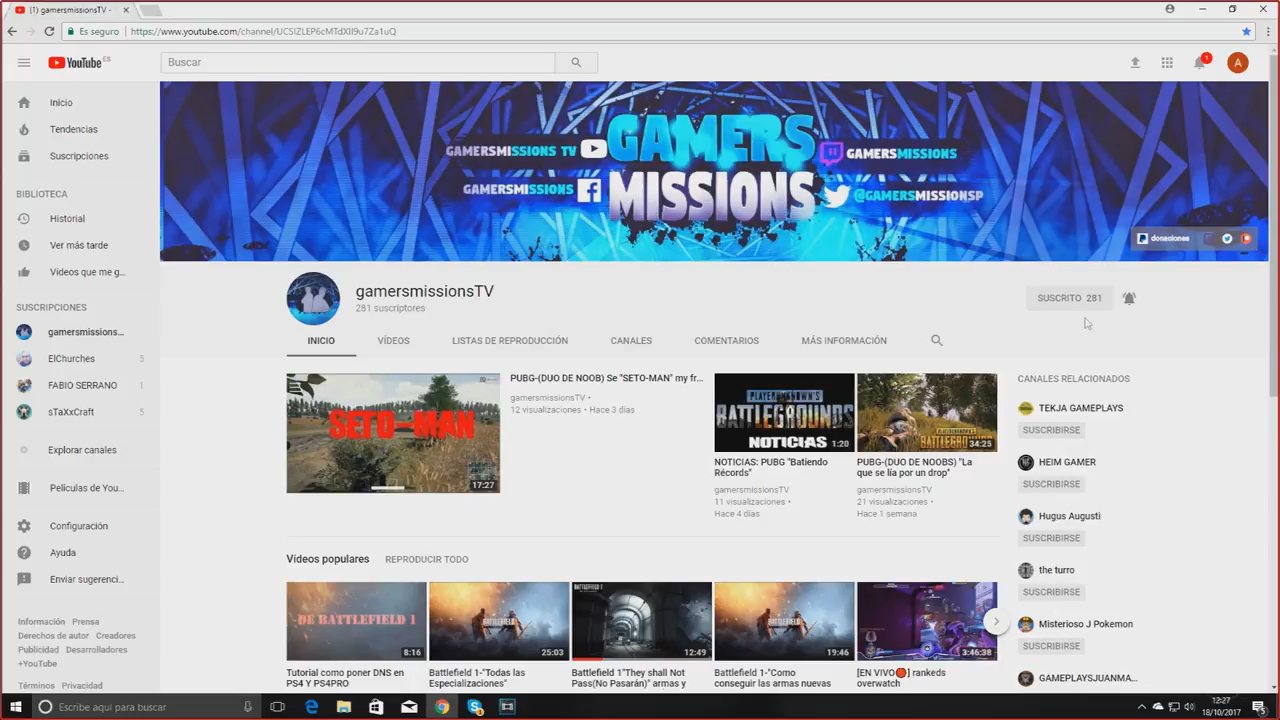 (1) gamersmissionsTV -
Es seguro
https://www.youtube.com/channel/UCSIZLEP6cMTdXII9u7Za1uQ
YouTube ES
Buscar
1
A
Inicio
Tendencias
Suscripciones
BIBLIOTECA
Historial
Ver más tarde
Vídeos que me g...
SUSCRIPCIONES
gamersmissions...
ElChurches 5
FABIO SERRANO 1
sTaXxCraft 5
Explorar canales
Películas de You...
Configuración
Ayuda
Enviar sugerenci...
Información Prensa
Derechos de autor Creadores
Publicidad Desarrolladores
+YouTube
Términos Privacidad
GAMERSMISSIONS TV
GAMERSMISSIONS
GAMERS
MISSIONS
GAMERSMISSIONS
@GAMERSMISSIONSP
donaciones
gamersmissionsTV
281 suscriptores
SUSCRITO 281
INICIO
VÍDEOS
LISTAS DE REPRODUCCIÓN
CANALES
COMENTARIOS
MÁS INFORMACIÓN
SETO-MAN
17:27
PUBG-(DUO DE NOOB) Se "SETO-MAN" my fr...
gamersmissionsTV •
12 visualizaciones • Hace 3 días
PLAYERUNKNOWN'S
BATTLEGROUNDS
NOTICIAS
1:20
NOTICIAS: PUBG "Batiendo
Récords"
gamersmissionsTV
11 visualizaciones •
Hace 4 días
BATTLEGROUNDS
34:25
PUBG-(DUO DE NOOBS) "La
que se lía por un drop"
gamersmissionsTV
21 visualizaciones •
Hace 1 semana
Vídeos populares
REPRODUCIR TODO
DE BATTLEFIELD 1
8:16
Tutorial como poner DNS en
PS4 Y PS4PRO
25:03
Battlefield 1-"Todas las
Especializaciones"
BATTLEFIELD 1
12:49
Battlefield 1"They shall Not
Pass(No Pasarán)" armas y
19:46
Battlefield 1-"Como
conseguir las armas nuevas
3:46:38
[EN VIVO🔴] rankeds
overwatch
CANALES RELACIONADOS
TEKJA GAMEPLAYS
SUSCRIBIRSE
HEIM GAMER
SUSCRIBIRSE
Hugus Augusti
SUSCRIBIRSE
the turro
SUSCRIBIRSE
Misterioso J Pokemon
SUSCRIBIRSE
GAMEPLAYSJUANMA...
Escribe aquí para buscar
12:27
18/10/2017
5